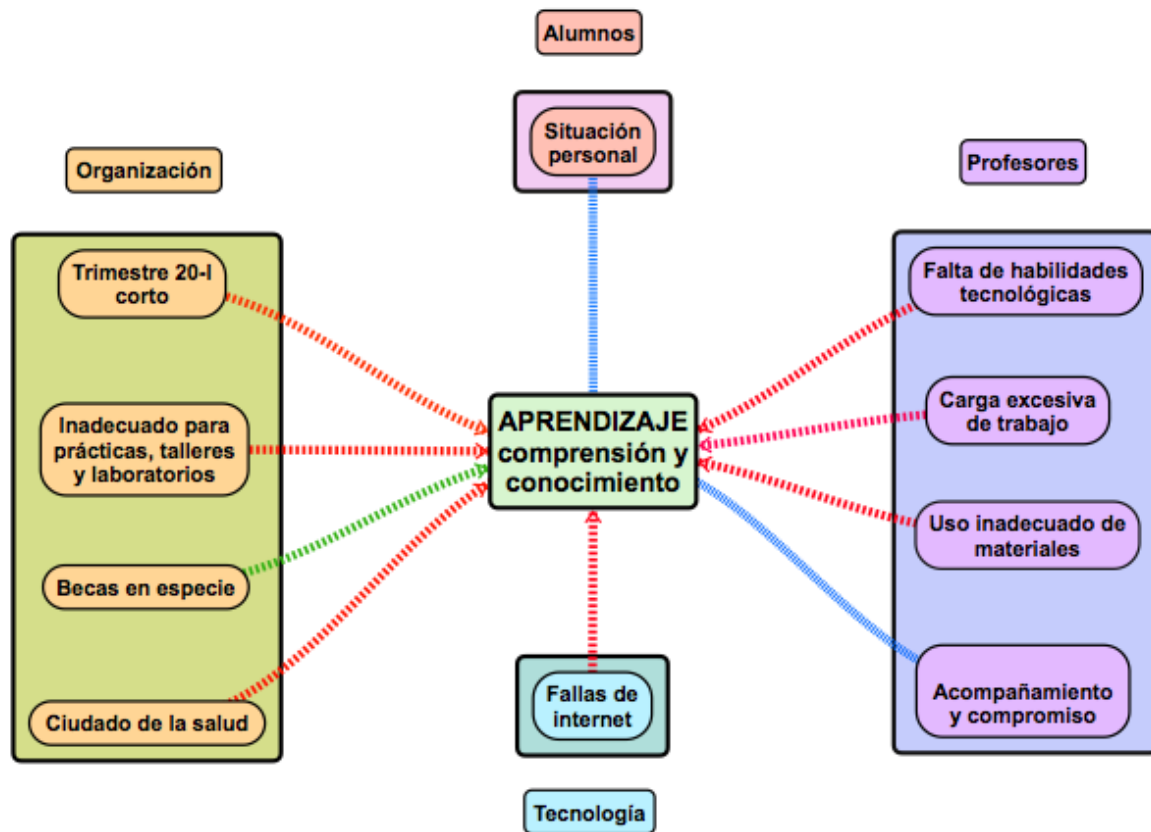 Alumnos
Situación
personal
Organización
Trimestre 20-I
corto
Inadecuado para
prácticas, talleres
y laboratorios
Becas en especie
Ciudado de la salud
APRENDIZAJE
comprensión y
conocimiento
Profesores
Falta de habilidades
tecnológicas
Carga excesiva
de trabajo
Uso inadecuado de
materiales
Acompañamiento
y compromiso
Fallas de
internet
Tecnología